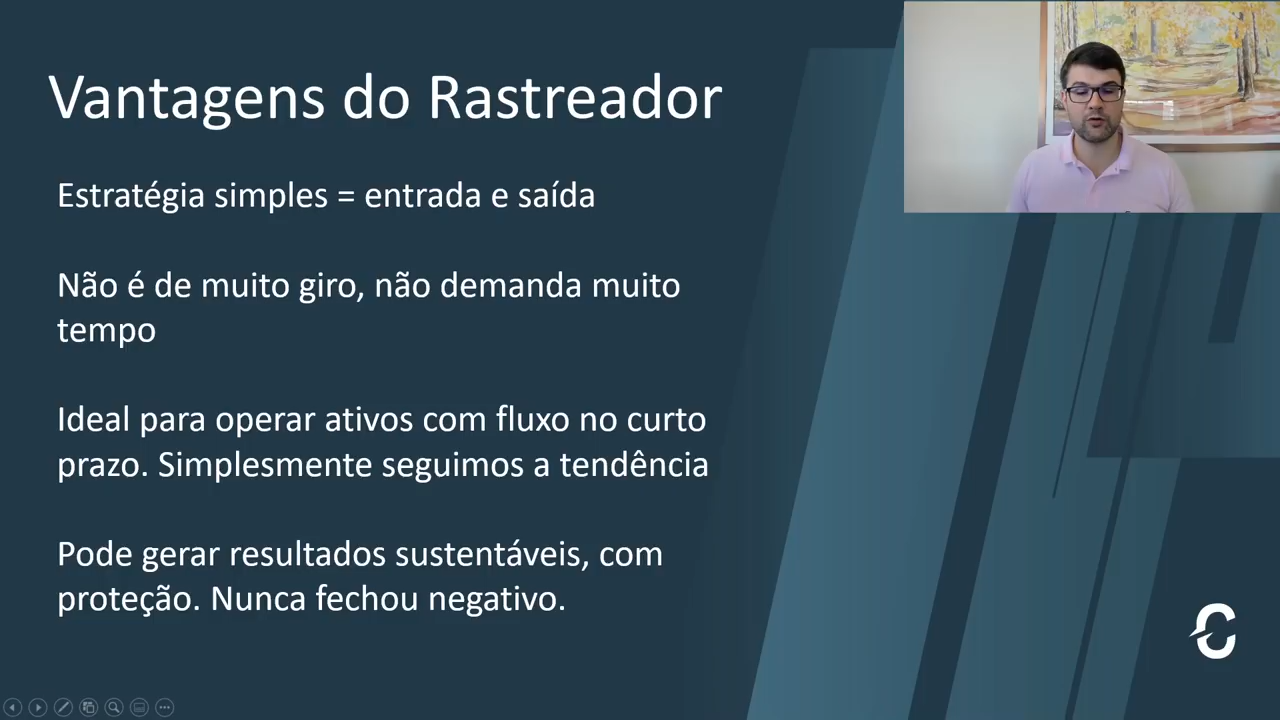 Vantagens do Rastreador
Estratégia simples = entrada e saída
Não é de muito giro, não demanda muito
tempo
Ideal para operar ativos com fluxo no curto
prazo. Simplesmente seguimos a tendência
Pode gerar resultados sustentáveis, com
proteção. Nunca fechou negativo.